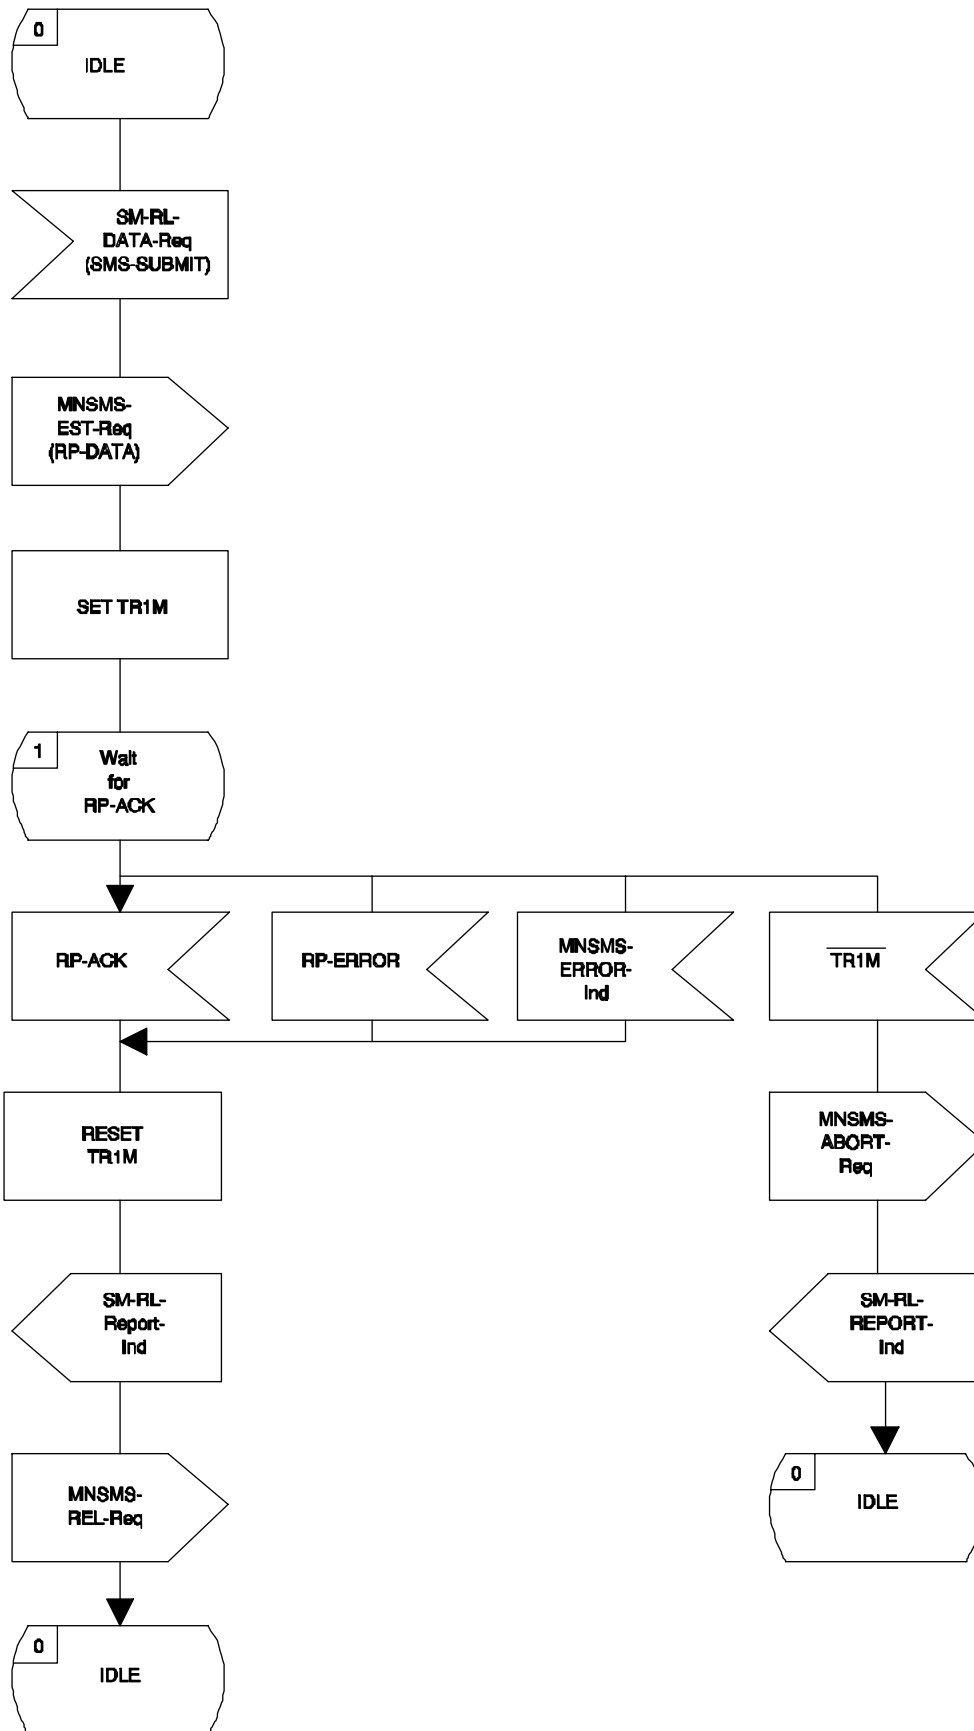 0
IDLE
SM-RL-
DATA-Req
(SMS-SUBMIT)
MNSMS-
EST-Req
(RP-DATA)
SET TR1M
1
Wait
for
RP-ACK
RP-ACK
RP-ERROR
MNSMS-
ERROR-
Ind
TR1M
RESET
TR1M
MNSMS-
ABORT-
Req
SM-RL-
Report-
Ind
SM-RL-
REPORT-
Ind
MNSMS-
REL-Req
0
IDLE
0
IDLE